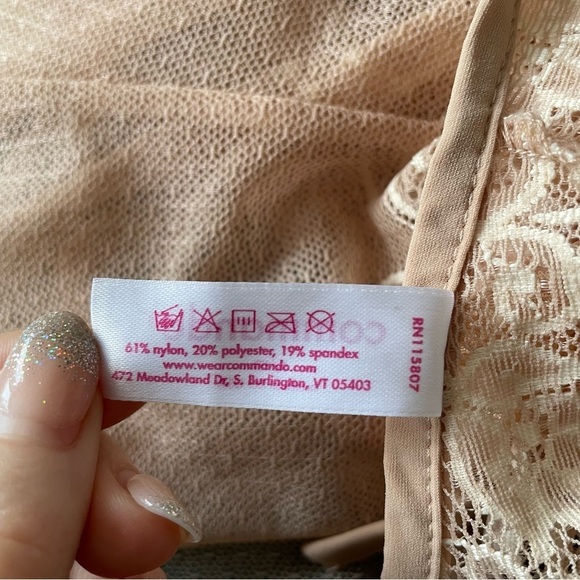 61% nylon, 20% polyester, 19% spandex
www.wearcommando.com
472 Meadowland Dr, S. Burlington, VT 05403
RN115807